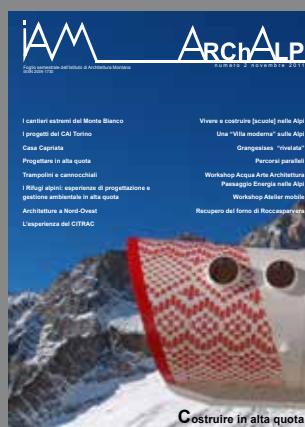 iAM
ARChALP
Foglio semestrale dell'Istituto di Architettura Montana
ISSN 2039-1730
numero 2 novembre 2011
I cantieri estremi del Monte Bianco
I progetti del CAI Torino
Casa Capriata
Progettare in alta quota
Trampolini e cannocchiali
I Rifugi alpini: esperienze di progettazione e
gestione ambientale in alta quota
Architetture a Nord-Ovest
L'esperienza del CITRAC
Vivere e costruire [scuole] nelle Alpi
Una "Villa moderna" sulle Alpi
Grangesises "rivelata"
Percorsi paralleli
Workshop Acqua Arte Architettura
Paesaggio Energia nelle Alpi
Workshop Atelier mobile
Recupero del forno di Roccasparvera
Costruire in alta quota